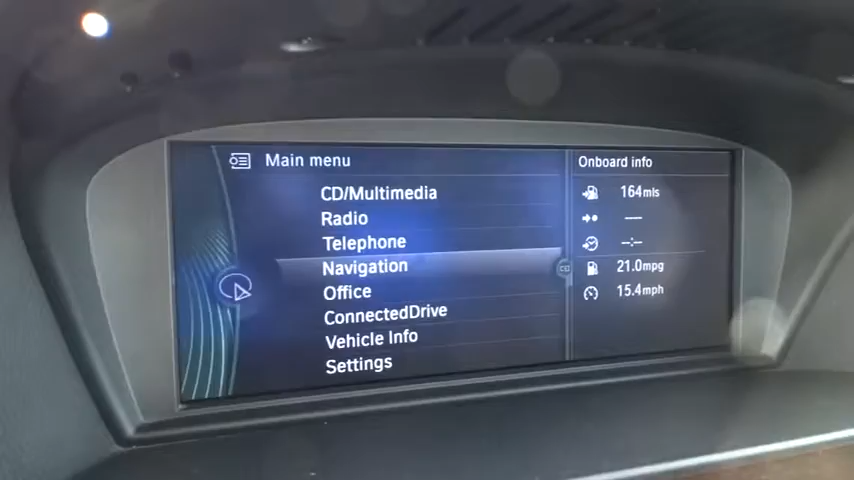 Main menu
CD/Multimedia
Radio
Telephone
Navigation
Office
ConnectedDrive
Vehicle Info
Settings
Onboard info
164mls
---
--:--
21.0mpg
15.4mph